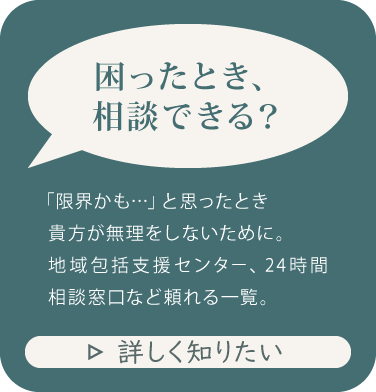 困ったとき、
相談できる？
「限界かも…」と思ったとき
貴方が無理をしないために。
地域包括支援センター、24時間
相談窓口など頼れる一覧。
▷ 詳しく知りたい